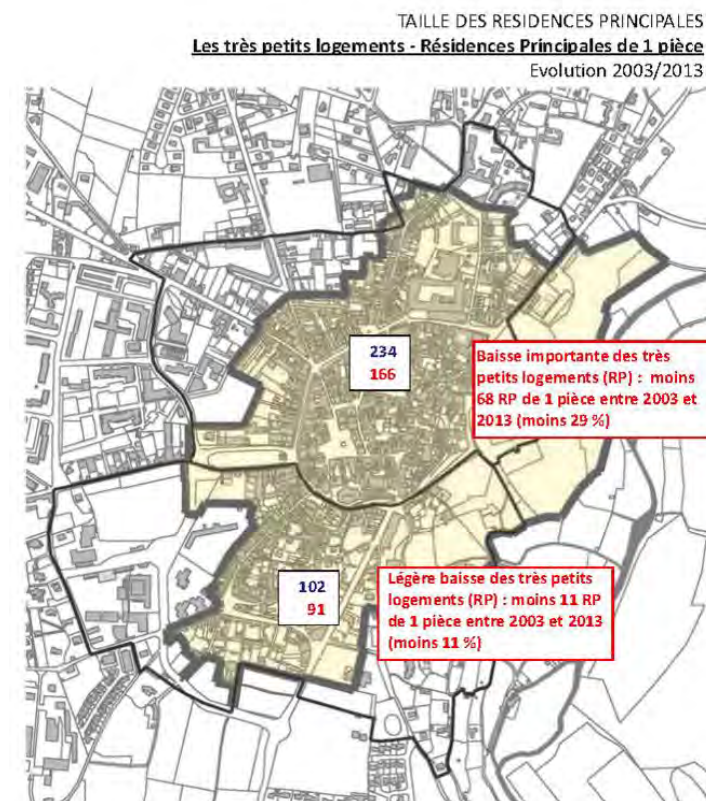 TAILLE DES RESIDENCES PRINCIPALES
Les très petits logements - Résidences Principales de 1 pièce
Evolution 2003/2013
234
166
Baisse importante des très
petits logements (RP) : moins
68 RP de 1 pièce entre 2003 et
2013 (moins 29 %)
102
91
Légère baisse des très petits
logements (RP) : moins 11 RP
de 1 pièce entre 2003 et 2013
(moins 11 %)